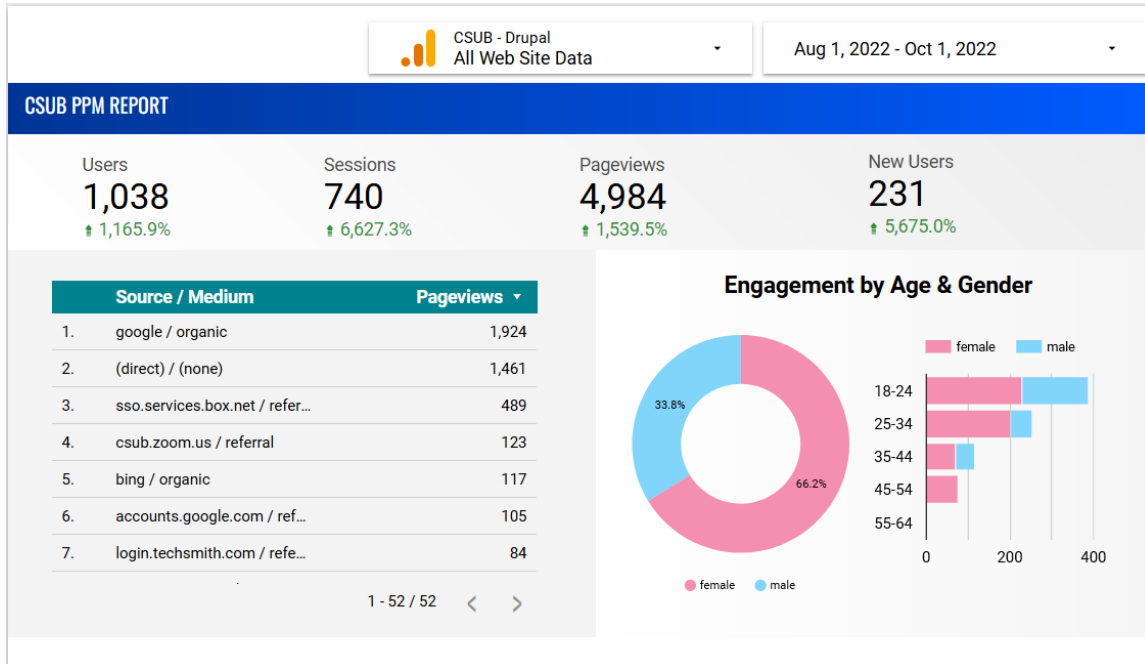 CSUB - Drupal
All Web Site Data
Aug 1, 2022 - Oct 1, 2022
CSUB PPM REPORT
Users
1,038
1,165.9%
Sessions
740
6,627.3%
Pageviews
4,984
1,539.5%
New Users
231
5,675.0%
Source / Medium Pageviews
1. google / organic 1,924
2. (direct) / (none) 1,461
3. sso.services.box.net / refer... 489
4. csub.zoom.us / referral 123
5. bing / organic 117
6. accounts.google.com / ref... 105
7. login.techsmith.com / refe... 84
1 - 52 / 52
Engagement by Age & Gender
33.8%
66.2%
female male
female male
18-24
25-34
35-44
45-54
55-64
0 200 400